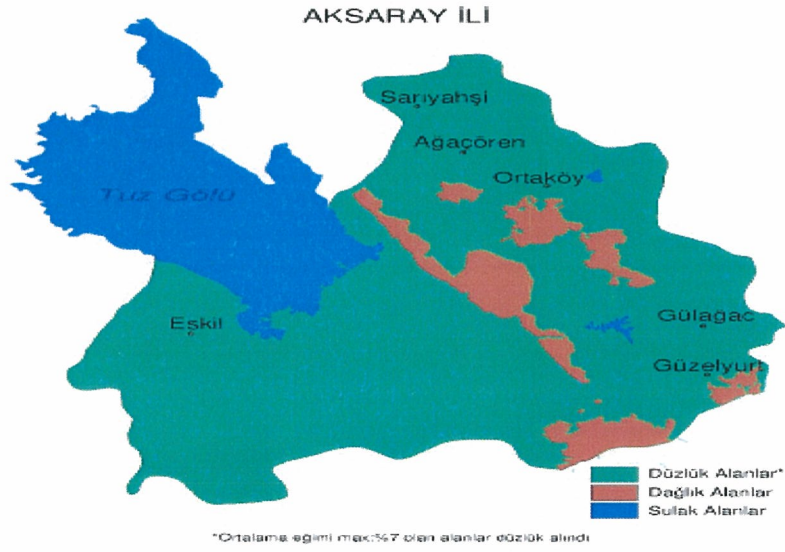 AKSARAY İLİ
Sarıyahşi
Ağaçören
Ortaköy
Tuz Gölü
Eşkil
Gülağaç
Güzelyurt
Düzlük Alanlar*
Dağlık Alanlar
Sulak Alanlar
*Ortalama eğimi max:%7 olan alanlar düzlük alındı